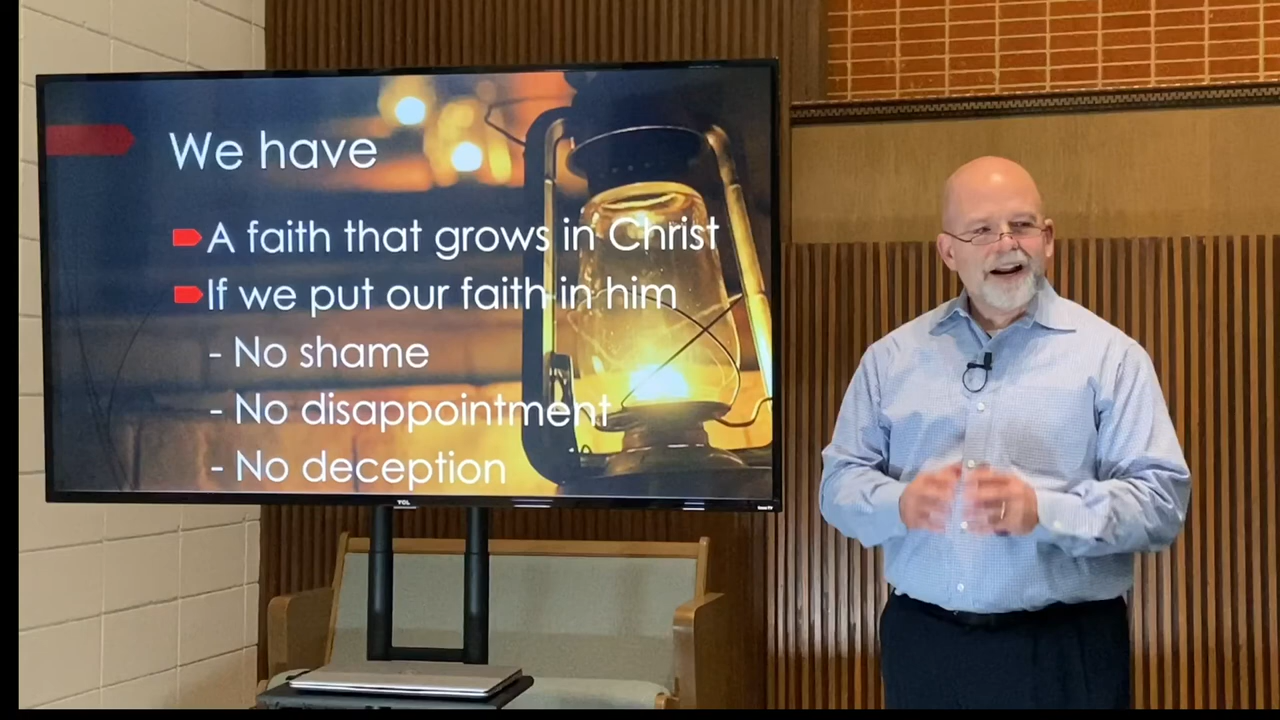 We have
A faith that grows in Christ
If we put our faith in him
- No shame
- No disappointment
- No deception
TCL